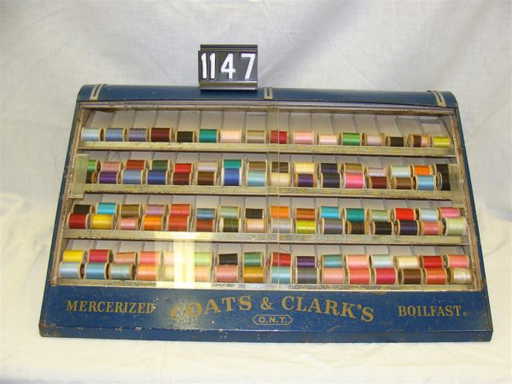 1147
MERCERIZED COATS & CLARK'S BOILFAST.
O.N.T.